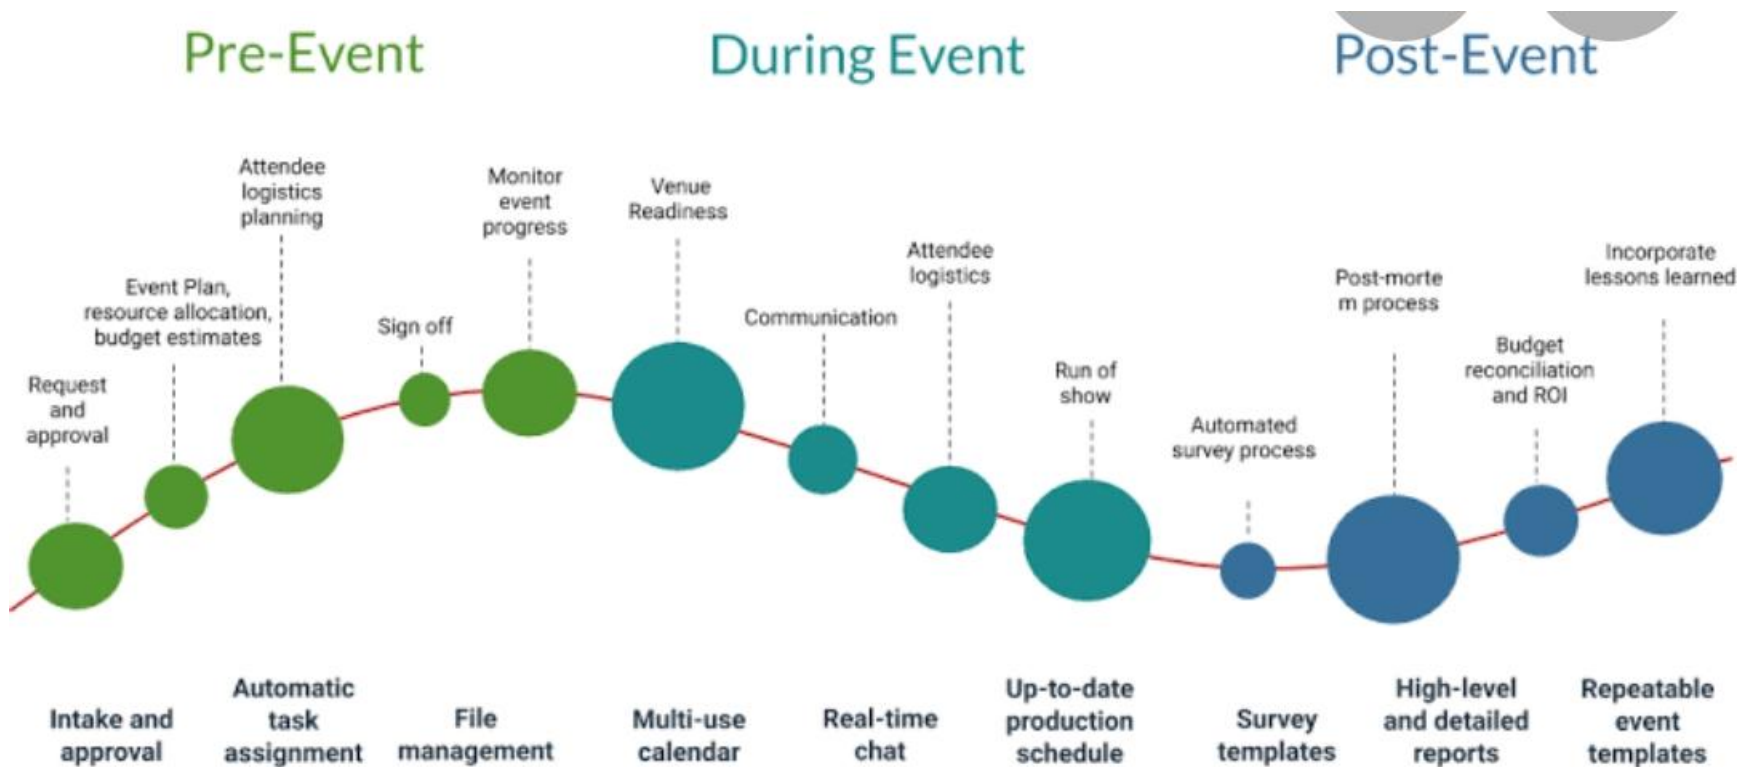 Pre-Event
During Event
Post-Event
Attendee
logistics
planning
Monitor
event
progress
Venue
Readiness
Attendee
logistics
Incorporate
lessons learned
Post-morte
m process
Event Plan,
resource allocation,
budget estimates
Sign off
Communication
Budget
reconciliation
and ROI
Request
and
approval
Run of
show
Automated
survey process
Intake and
approval
Automatic
task
assignment
File
management
Multi-use
calendar
Real-time
chat
Up-to-date
production
schedule
Survey
templates
High-level
and detailed
reports
Repeatable
event
templates